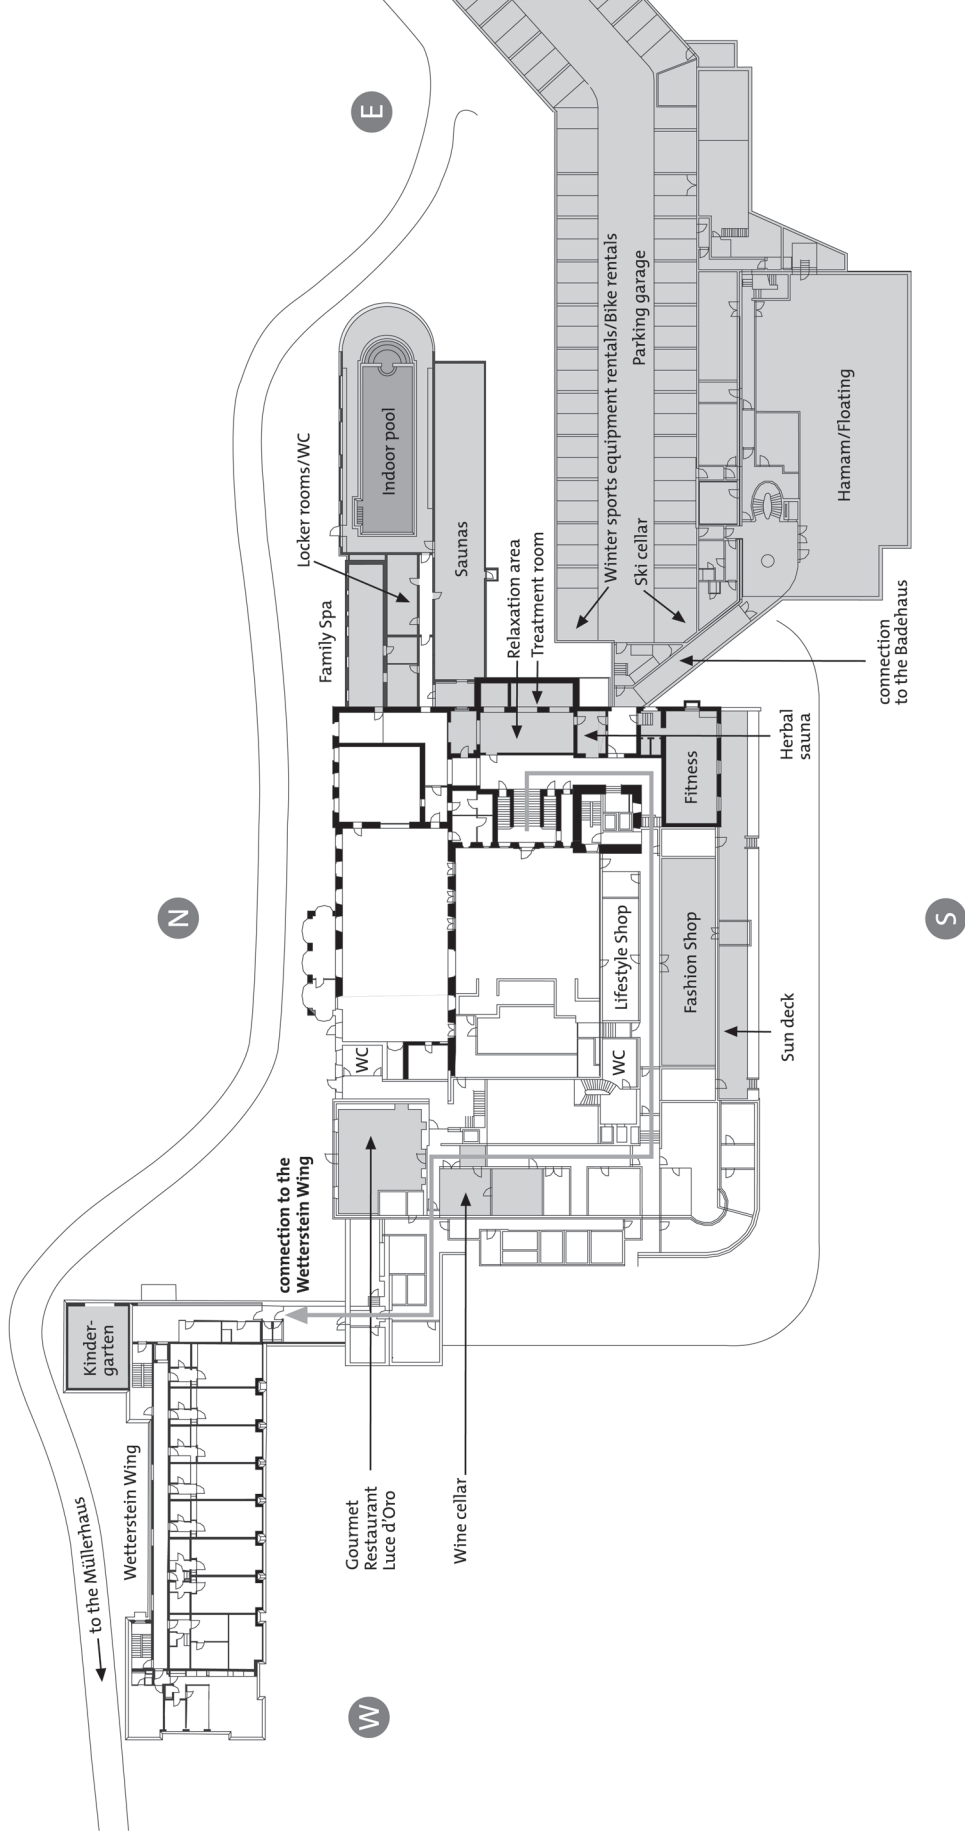 N
E
S
W
to the Müllerhaus
Wetterstein Wing
Kinder-
garten
connection to the
Wetterstein Wing
Gourmet
Restaurant
Luce d'Oro
Wine cellar
WC
WC
Lifestyle Shop
Fashion Shop
Sun deck
Fitness
Herbal
sauna
Family Spa
Locker rooms/WC
Indoor pool
Saunas
Relaxation area
Treatment room
Winter sports equipment rentals/Bike rentals
Ski cellar
Parking garage
Hamam/Floating
connection
to the Badehaus